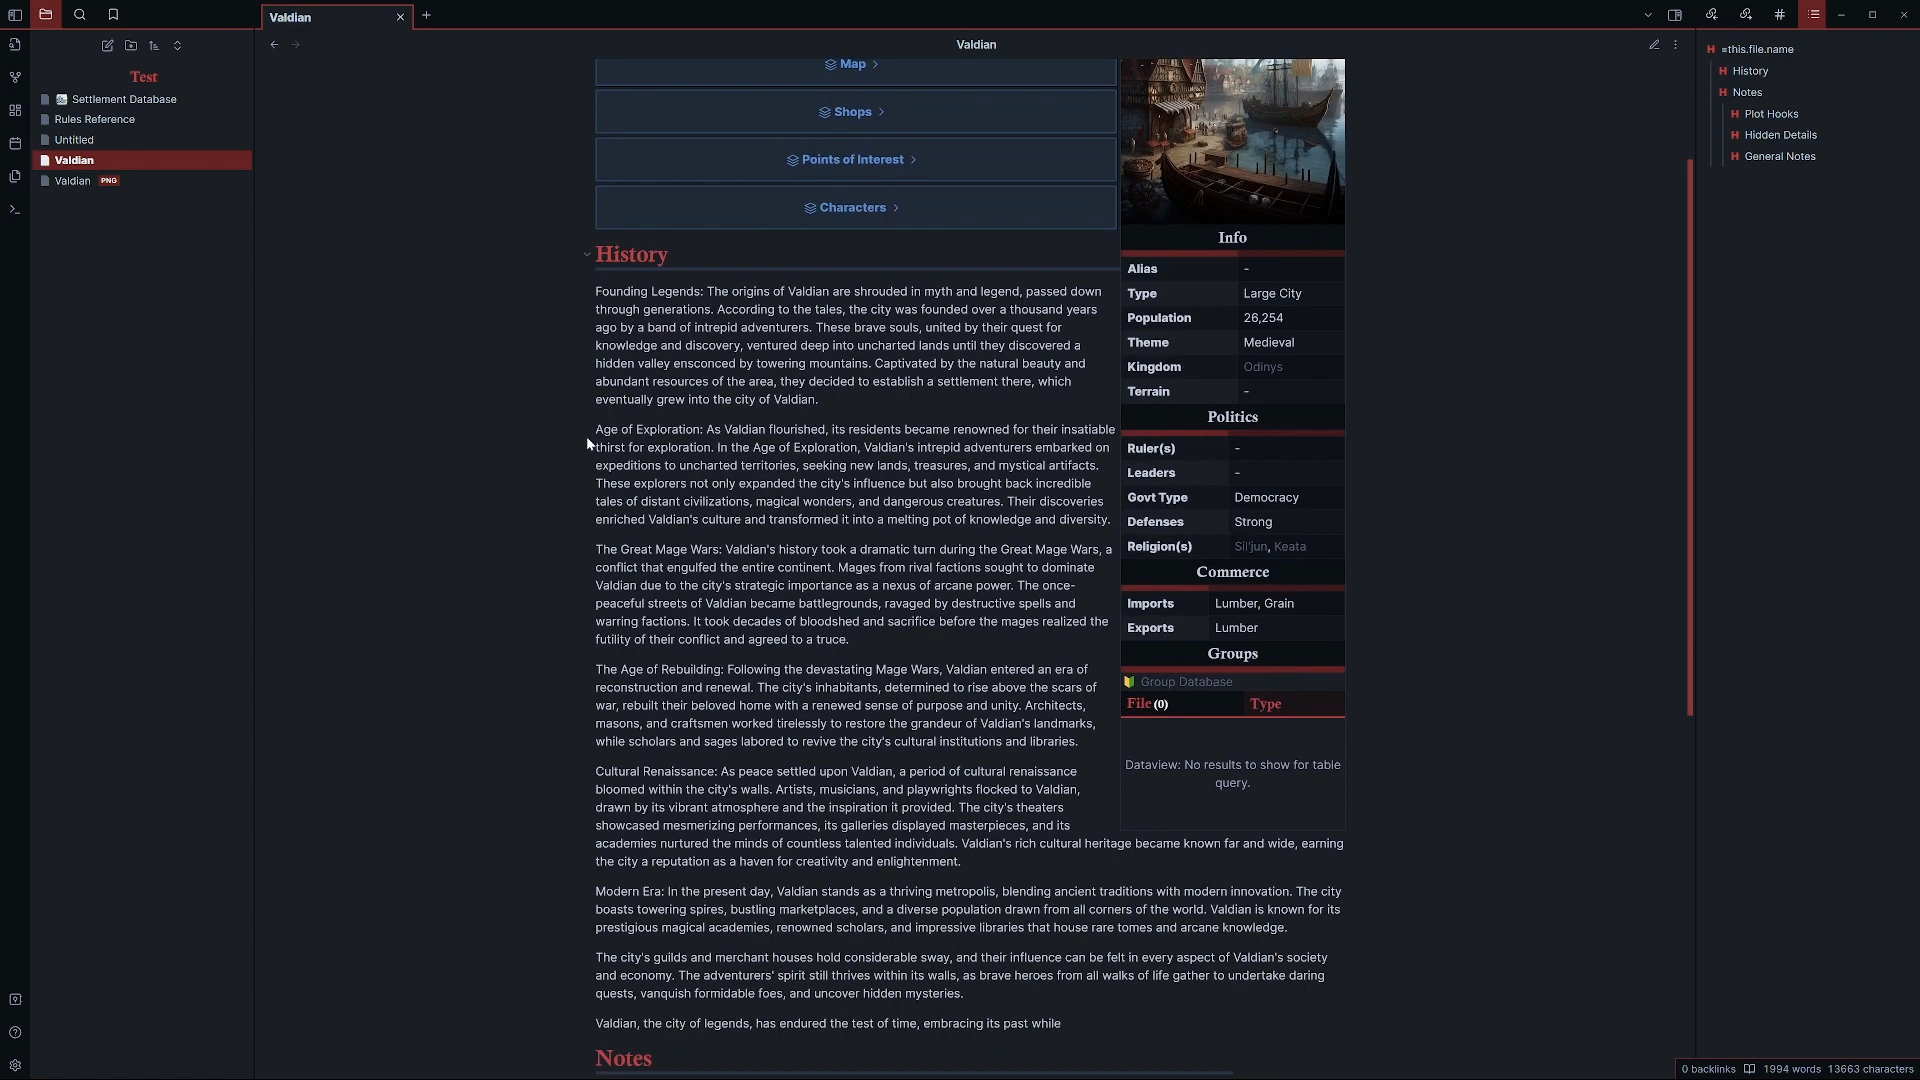 Valdian
Valdian
Test
Settlement Database
Rules Reference
Untitled
Valdian
Valdian PNG
Map
Shops
Points of Interest
Characters
History
Founding Legends: The origins of Valdian are shrouded in myth and legend, passed down
through generations. According to the tales, the city was founded over a thousand years
ago by a band of intrepid adventurers. These brave souls, united by their quest for
knowledge and discovery, ventured deep into uncharted lands until they discovered a
hidden valley ensconced by towering mountains. Captivated by the natural beauty and
abundant resources of the area, they decided to establish a settlement there, which
eventually grew into the city of Valdian.
Age of Exploration: As Valdian flourished, its residents became renowned for their insatiable
thirst for exploration. In the Age of Exploration, Valdian's intrepid adventurers embarked on
expeditions to uncharted territories, seeking new lands, treasures, and mystical artifacts.
These explorers not only expanded the city's influence but also brought back incredible
tales of distant civilizations, magical wonders, and dangerous creatures. Their discoveries
enriched Valdian's culture and transformed it into a melting pot of knowledge and diversity.
The Great Mage Wars: Valdian's history took a dramatic turn during the Great Mage Wars, a
conflict that engulfed the entire continent. Mages from rival factions sought to dominate
Valdian due to the city's strategic importance as a nexus of arcane power. The once-
peaceful streets of Valdian became battlegrounds, ravaged by destructive spells and
warring factions. It took decades of bloodshed and sacrifice before the mages realized the
futility of their conflict and agreed to a truce.
The Age of Rebuilding: Following the devastating Mage Wars, Valdian entered an era of
reconstruction and renewal. The city's inhabitants, determined to rise above the scars of
war, rebuilt their beloved home with a renewed sense of purpose and unity. Architects,
masons, and craftsmen worked tirelessly to restore the grandeur of Valdian's landmarks,
while scholars and sages labored to revive the city's cultural institutions and libraries.
Cultural Renaissance: As peace settled upon Valdian, a period of cultural renaissance
bloomed within the city's walls. Artists, musicians, and playwrights flocked to Valdian,
drawn by its vibrant atmosphere and the inspiration it provided. The city's theaters
showcased mesmerizing performances, its galleries displayed masterpieces, and its
academies nurtured the minds of countless talented individuals. Valdian's rich cultural heritage became known far and wide, earning
the city a reputation as a haven for creativity and enlightenment.
Modern Era: In the present day, Valdian stands as a thriving metropolis, blending ancient traditions with modern innovation. The city
boasts towering spires, bustling marketplaces, and a diverse population drawn from all corners of the world. Valdian is known for its
prestigious magical academies, renowned scholars, and impressive libraries that house rare tomes and arcane knowledge.
The city's guilds and merchant houses hold considerable sway, and their influence can be felt in every aspect of Valdian's society
and economy. The adventurers' spirit still thrives within its walls, as brave heroes from all walks of life gather to undertake daring
quests, vanquish formidable foes, and uncover hidden mysteries.
Valdian, the city of legends, has endured the test of time, embracing its past while
Notes
Info
Alias -
Type Large City
Population 26,254
Theme Medieval
Kingdom Odinys
Terrain -
Politics
Ruler(s) -
Leaders -
Govt Type Democracy
Defenses Strong
Religion(s) Sil'jun, Keata
Commerce
Imports Lumber, Grain
Exports Lumber
Groups
Group Database
File (0) Type
Dataview: No results to show for table
query.
H =this.file.name
H History
H Notes
H Plot Hooks
H Hidden Details
H General Notes
0 backlinks 1994 words 13663 characters